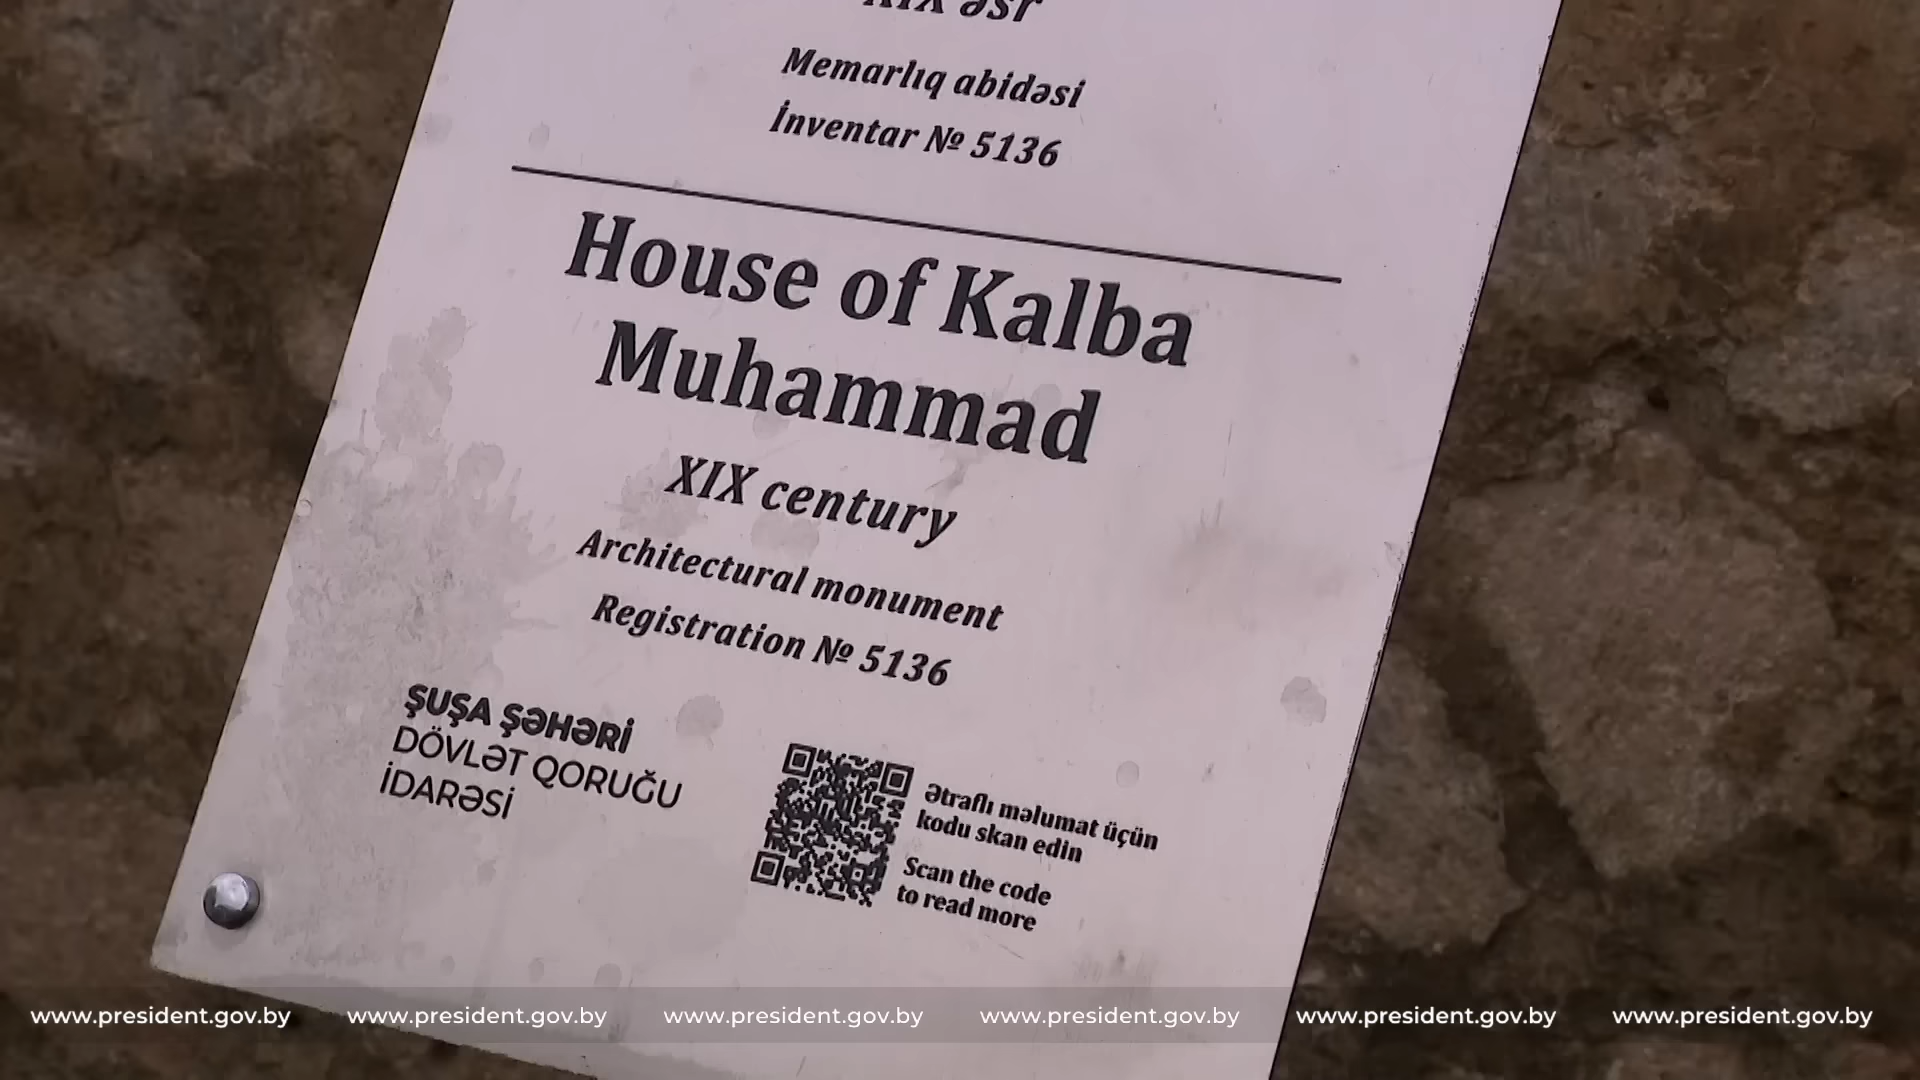 XIX əsr
Memarlıq abidəsi
İnventar № 5136
House of Kalba
Muhammad
XIX century
Architectural monument
Registration № 5136
ŞUŞA ŞƏHƏRİ
DÖVLƏT QORUĞU
İDARƏSİ
Ətraflı məlumat üçün
kodu skan edin
Scan the code
to read more
www.president.gov.by www.president.gov.by www.president.gov.by www.president.gov.by www.president.gov.by www.president.gov.by